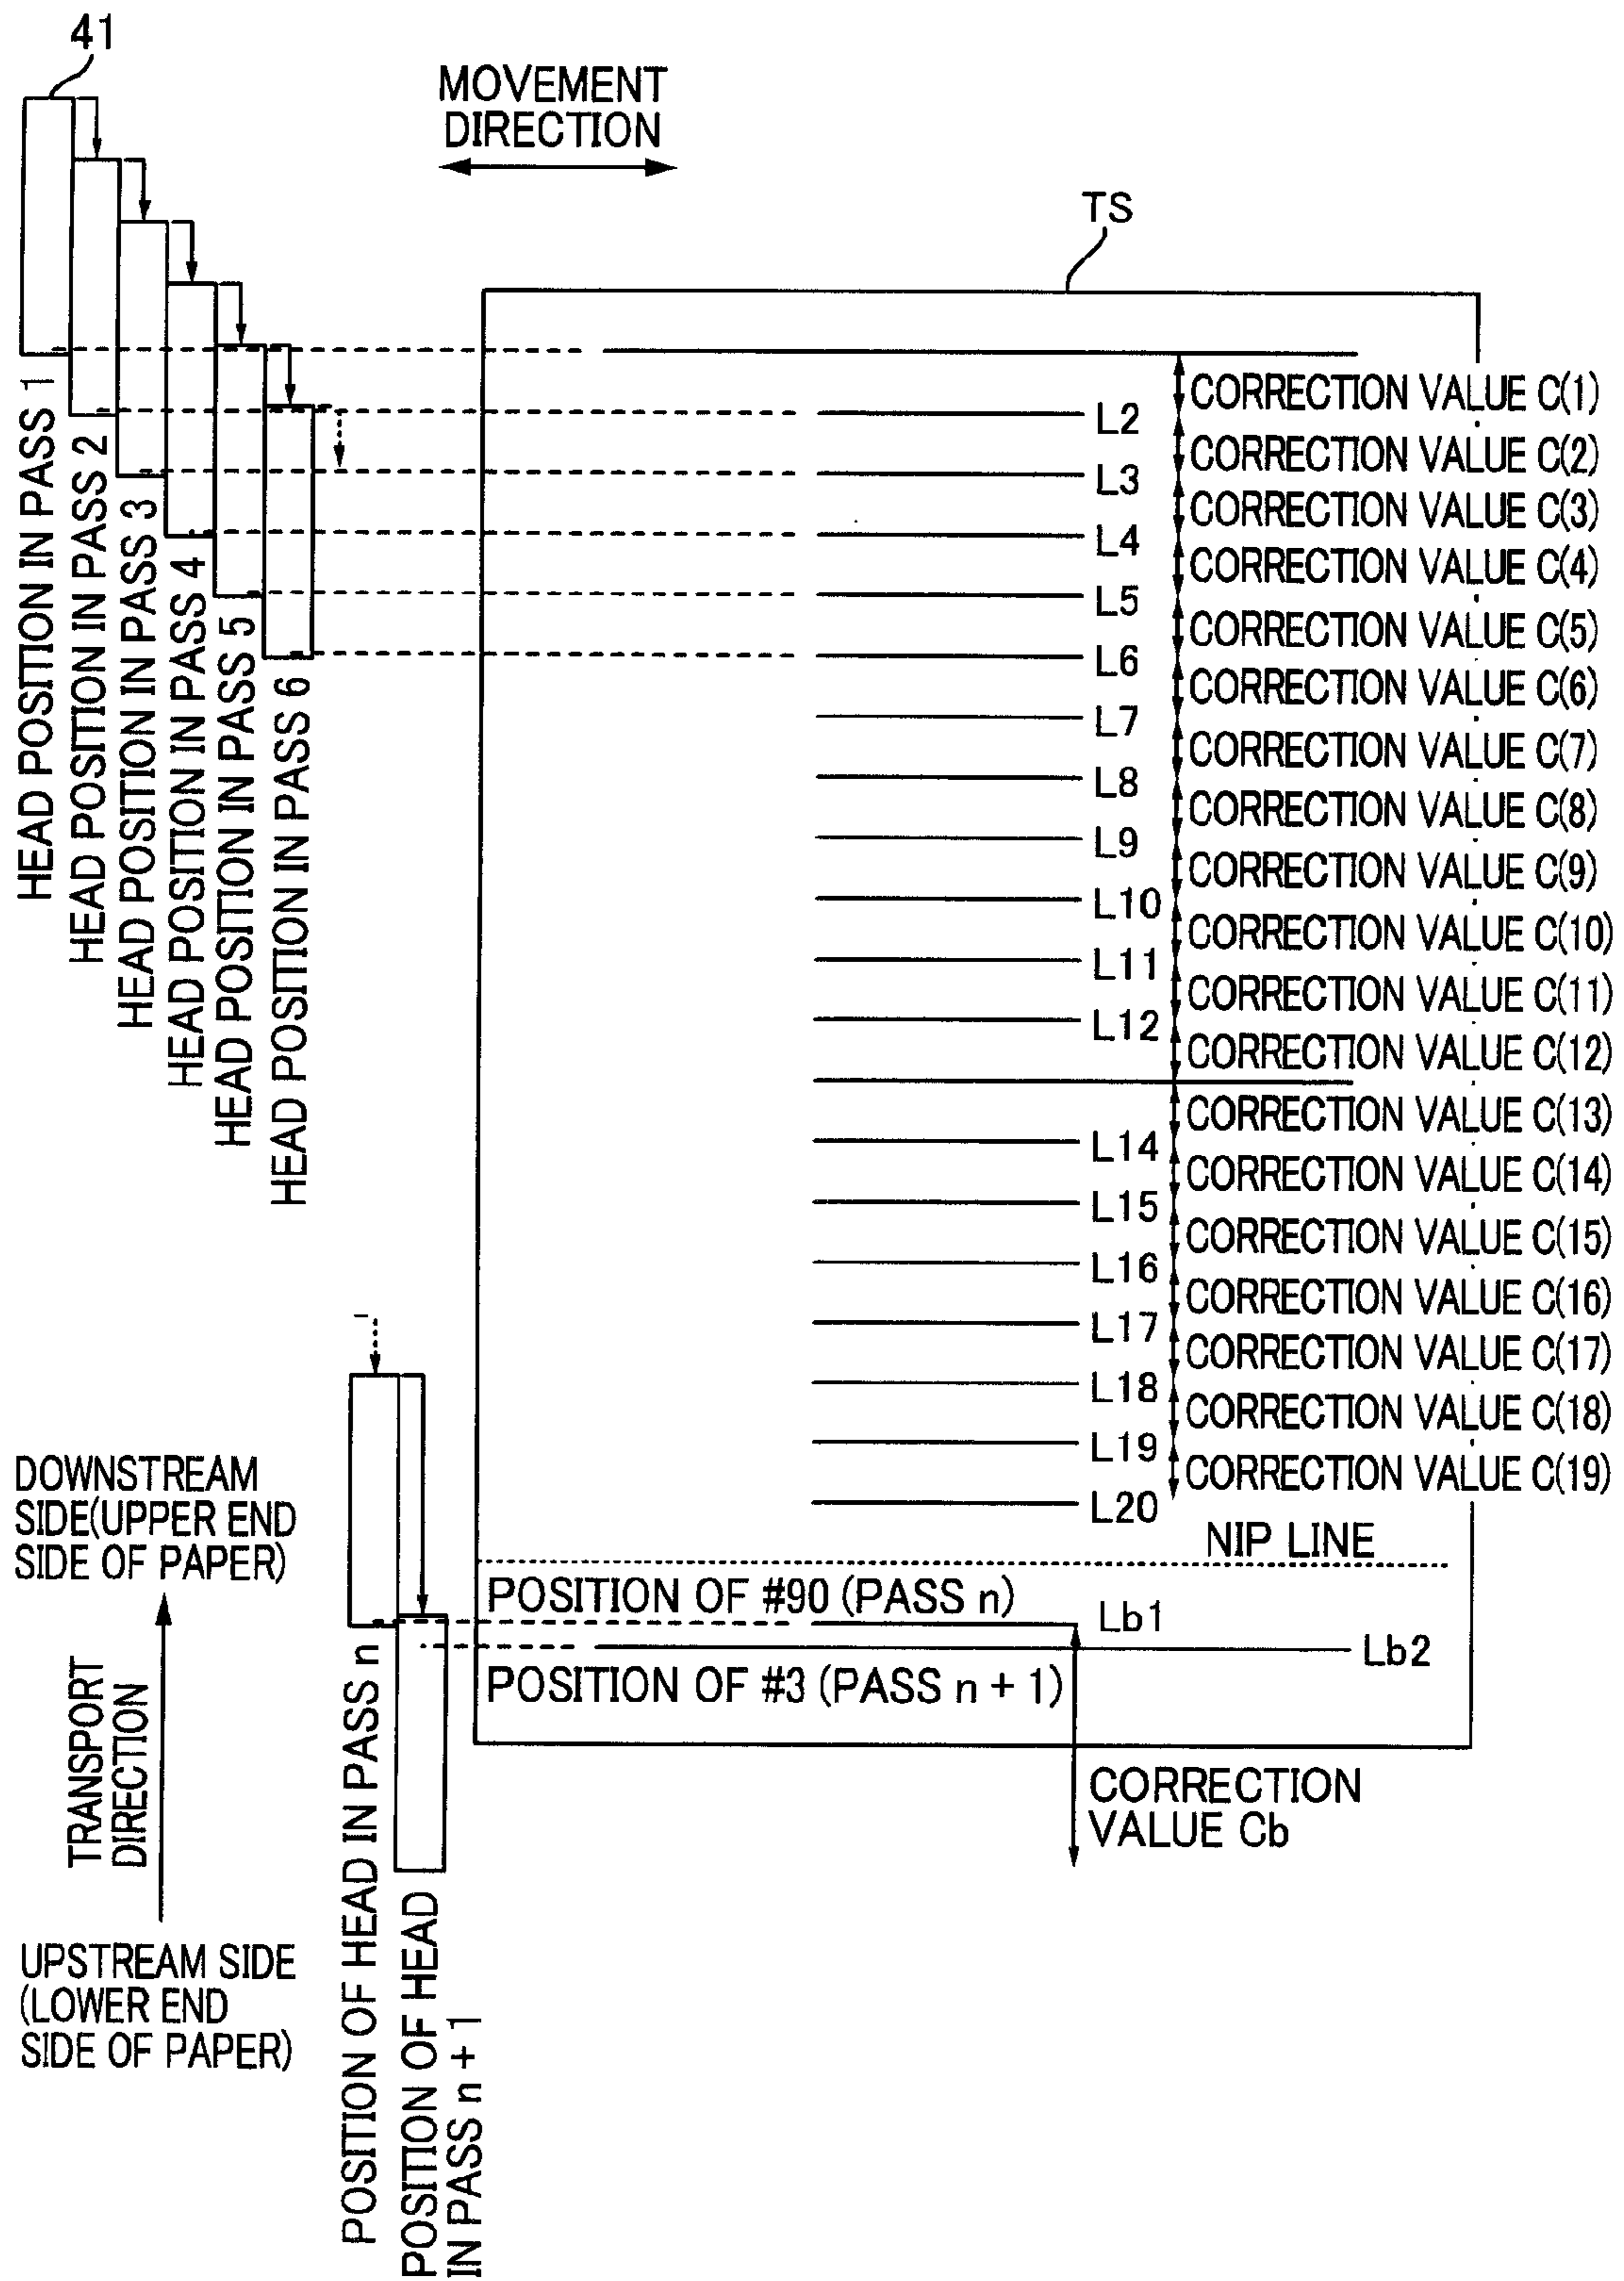 41
MOVEMENT
DIRECTION
TS
CORRECTION VALUE C(1)
L2
CORRECTION VALUE C(2)
L3
CORRECTION VALUE C(3)
L4
CORRECTION VALUE C(4)
L5
CORRECTION VALUE C(5)
L6
CORRECTION VALUE C(6)
L7
CORRECTION VALUE C(7)
L8
CORRECTION VALUE C(8)
L9
CORRECTION VALUE C(9)
L10
CORRECTION VALUE C(10)
L11
CORRECTION VALUE C(11)
L12
CORRECTION VALUE C(12)
CORRECTION VALUE C(13)
L14
CORRECTION VALUE C(14)
L15
CORRECTION VALUE C(15)
L16
CORRECTION VALUE C(16)
L17
CORRECTION VALUE C(17)
L18
CORRECTION VALUE C(18)
L19
CORRECTION VALUE C(19)
L20
NIP LINE
HEAD POSITION IN PASS 1
HEAD POSITION IN PASS 2
HEAD POSITION IN PASS 3
HEAD POSITION IN PASS 4
HEAD POSITION IN PASS 5
HEAD POSITION IN PASS 6
DOWNSTREAM
SIDE(UPPER END
SIDE OF PAPER)
TRANSPORT
DIRECTION
UPSTREAM SIDE
(LOWER END
SIDE OF PAPER)
POSITION OF #90 (PASS n)
Lb1
Lb2
POSITION OF #3 (PASS n + 1)
CORRECTION
VALUE Cb
POSITION OF HEAD IN PASS n
POSITION OF HEAD
IN PASS n + 1